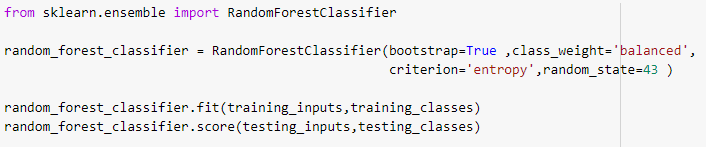 from sklearn.ensemble import RandomForestClassifier
random_forest_classifier = RandomForestClassifier(bootstrap=True ,class_weight='balanced',
criterion='entropy',random_state=43 )
random_forest_classifier.fit(training_inputs,training_classes)
random_forest_classifier.score(testing_inputs,testing_classes)